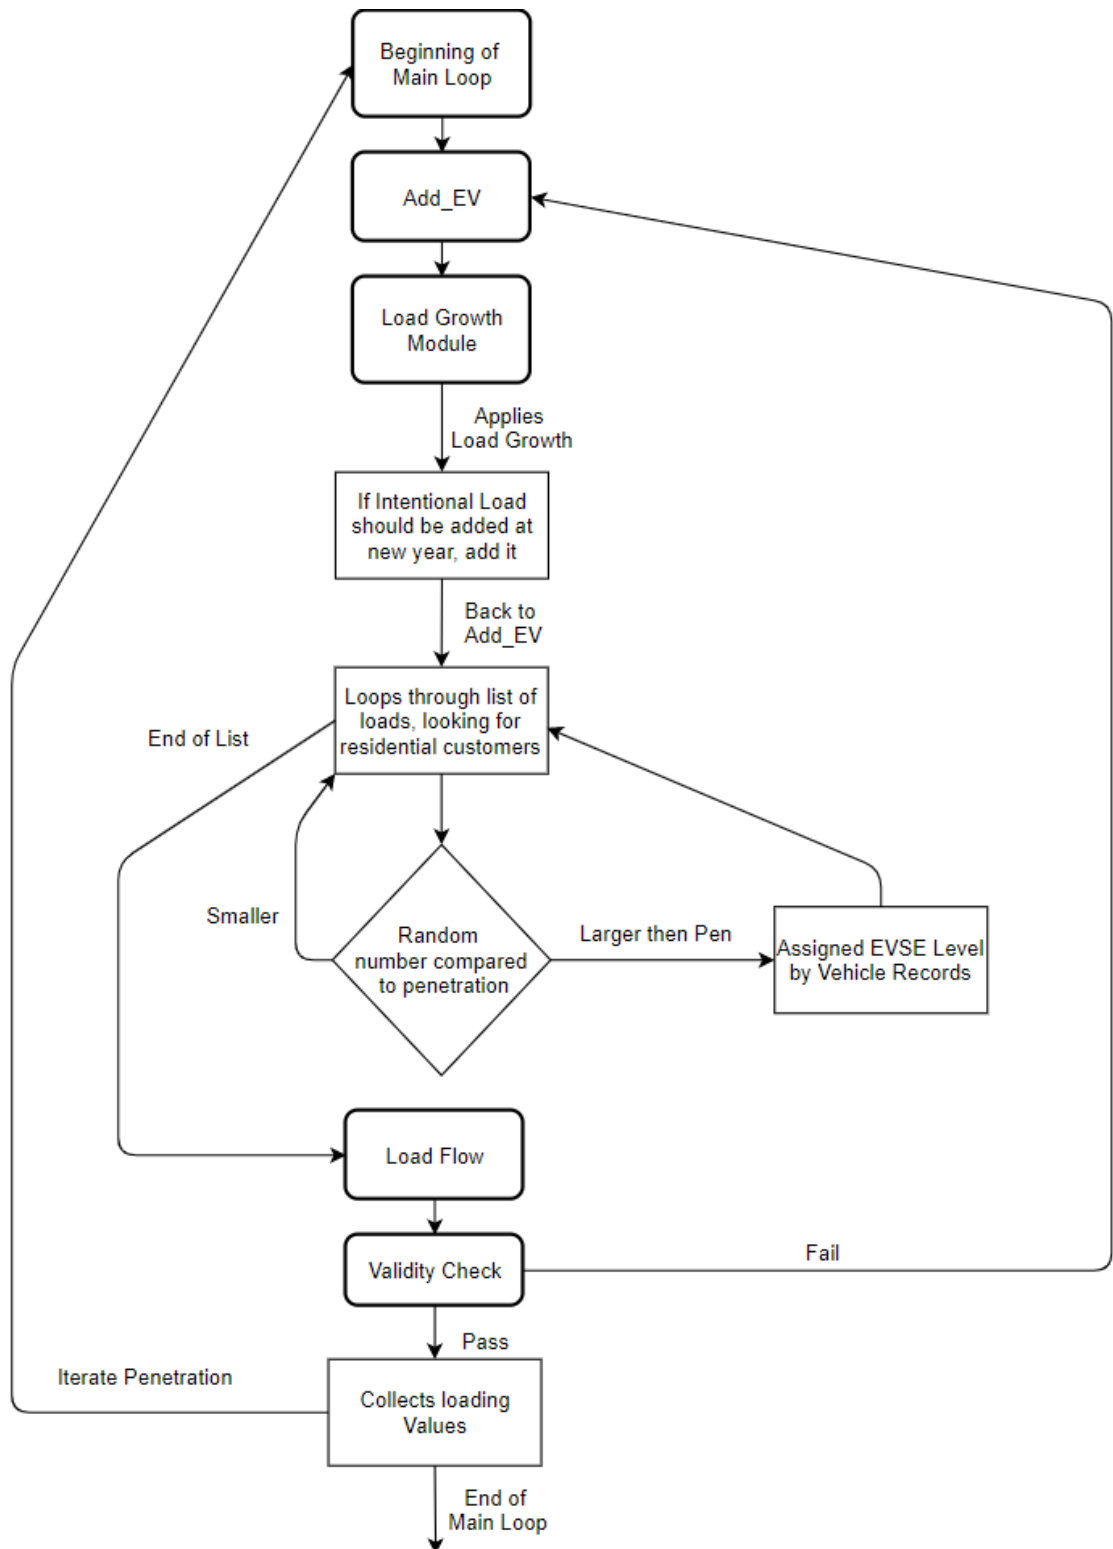 Beginning of
Main Loop
Add_EV
Load Growth
Module
Applies
Load Growth
If Intentional Load
should be added at
new year, add it
Back to
Add_EV
Loops through list of
loads, looking for
residential customers
End of List
Smaller
Random
number compared
to penetration
Larger then Pen
Assigned EVSE Level
by Vehicle Records
Load Flow
Validity Check
Fail
Pass
Iterate Penetration
Collects loading
Values
End of
Main Loop